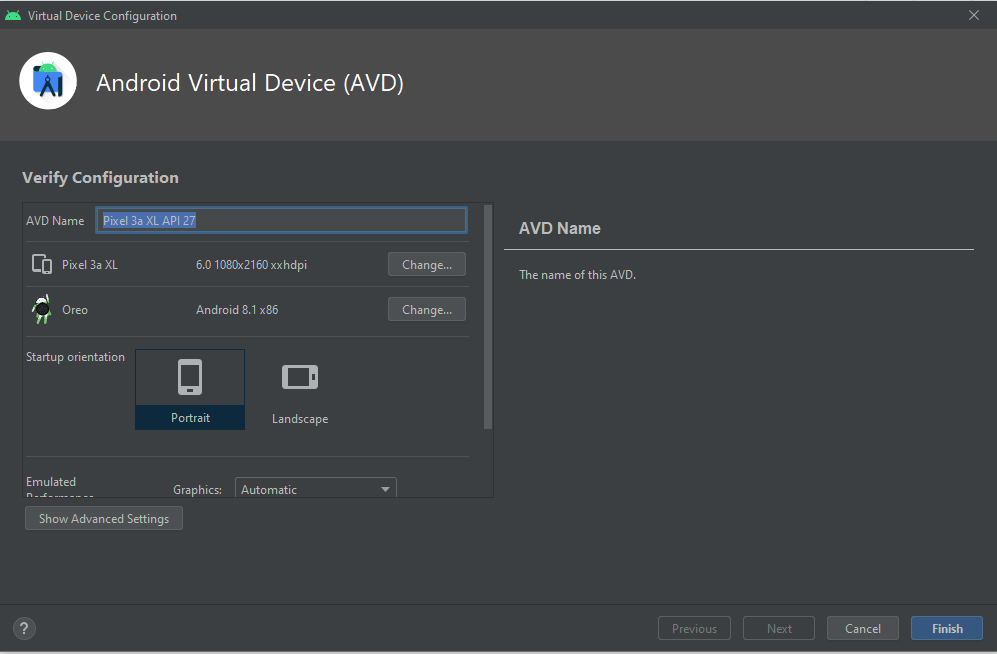 Virtual Device Configuration
Android Virtual Device (AVD)
Verify Configuration
AVD Name Pixel 3a XL API 27
Pixel 3a XL 6.0 1080x2160 xxhdpi Change...
Oreo Android 8.1 x86 Change...
Startup orientation
Portrait
Landscape
Emulated
Performance
Graphics: Automatic
Show Advanced Settings
AVD Name
The name of this AVD.
?
Previous Next Cancel Finish